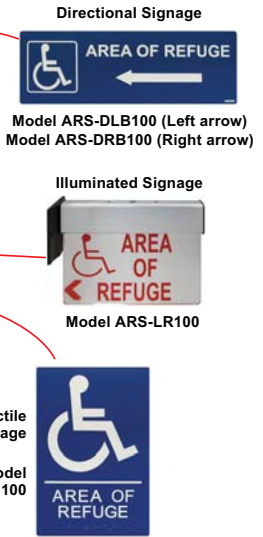 Directional Signage
AREA OF REFUGE
Model ARS-DLB100 (Left arrow)
Model ARS-DRB100 (Right arrow)
Illuminated Signage
AREA
OF
REFUGE
Model ARS-LR100
ctile
age
odel
100
AREA OF
REFUGE